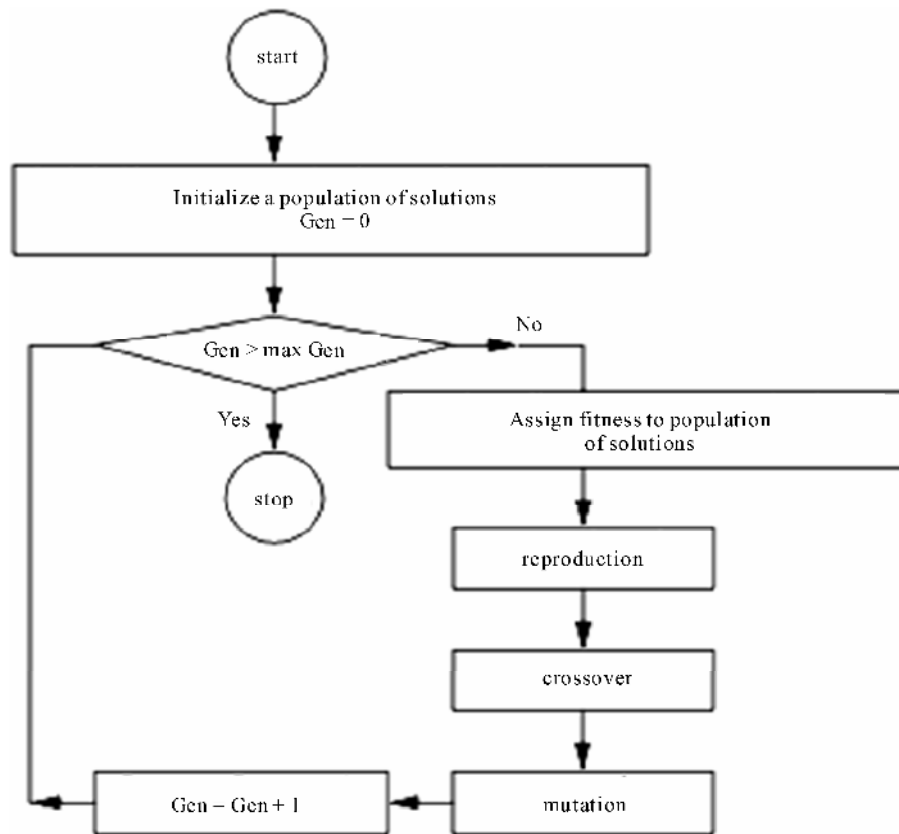 start
Initialize a population of solutions
Gen = 0
Gen > max Gen
No
Yes
stop
Assign fitness to population
of solutions
reproduction
crossover
mutation
Gen = Gen + 1